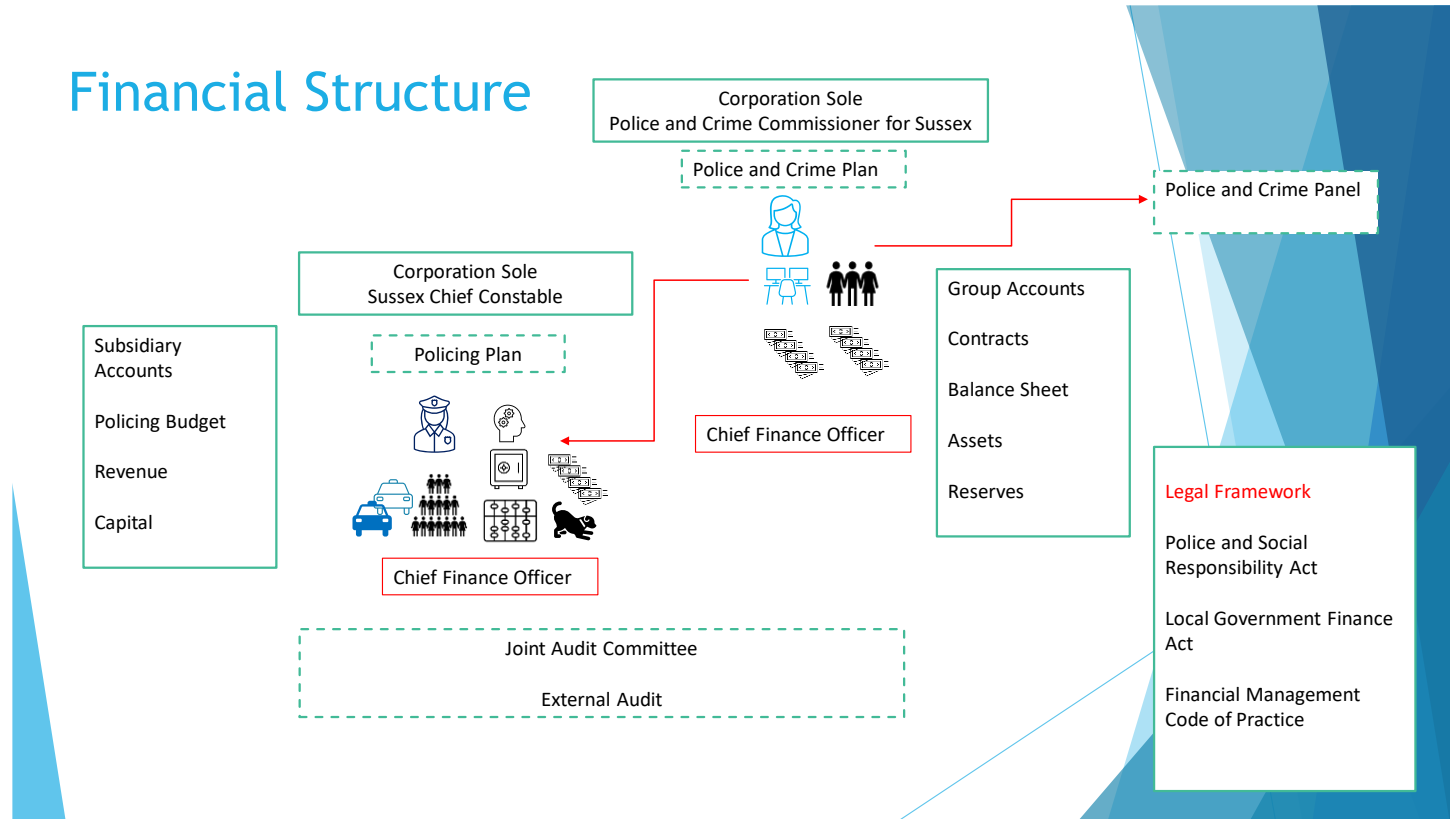 Financial Structure
Corporation Sole
Police and Crime Commissioner for Sussex
Police and Crime Plan
Police and Crime Panel
Corporation Sole
Sussex Chief Constable
Policing Plan
Subsidiary
Accounts
Policing Budget
Revenue
Capital
Chief Finance Officer
Group Accounts
Contracts
Balance Sheet
Assets
Reserves
Chief Finance Officer
Joint Audit Committee
External Audit
Legal Framework
Police and Social
Responsibility Act
Local Government Finance
Act
Financial Management
Code of Practice